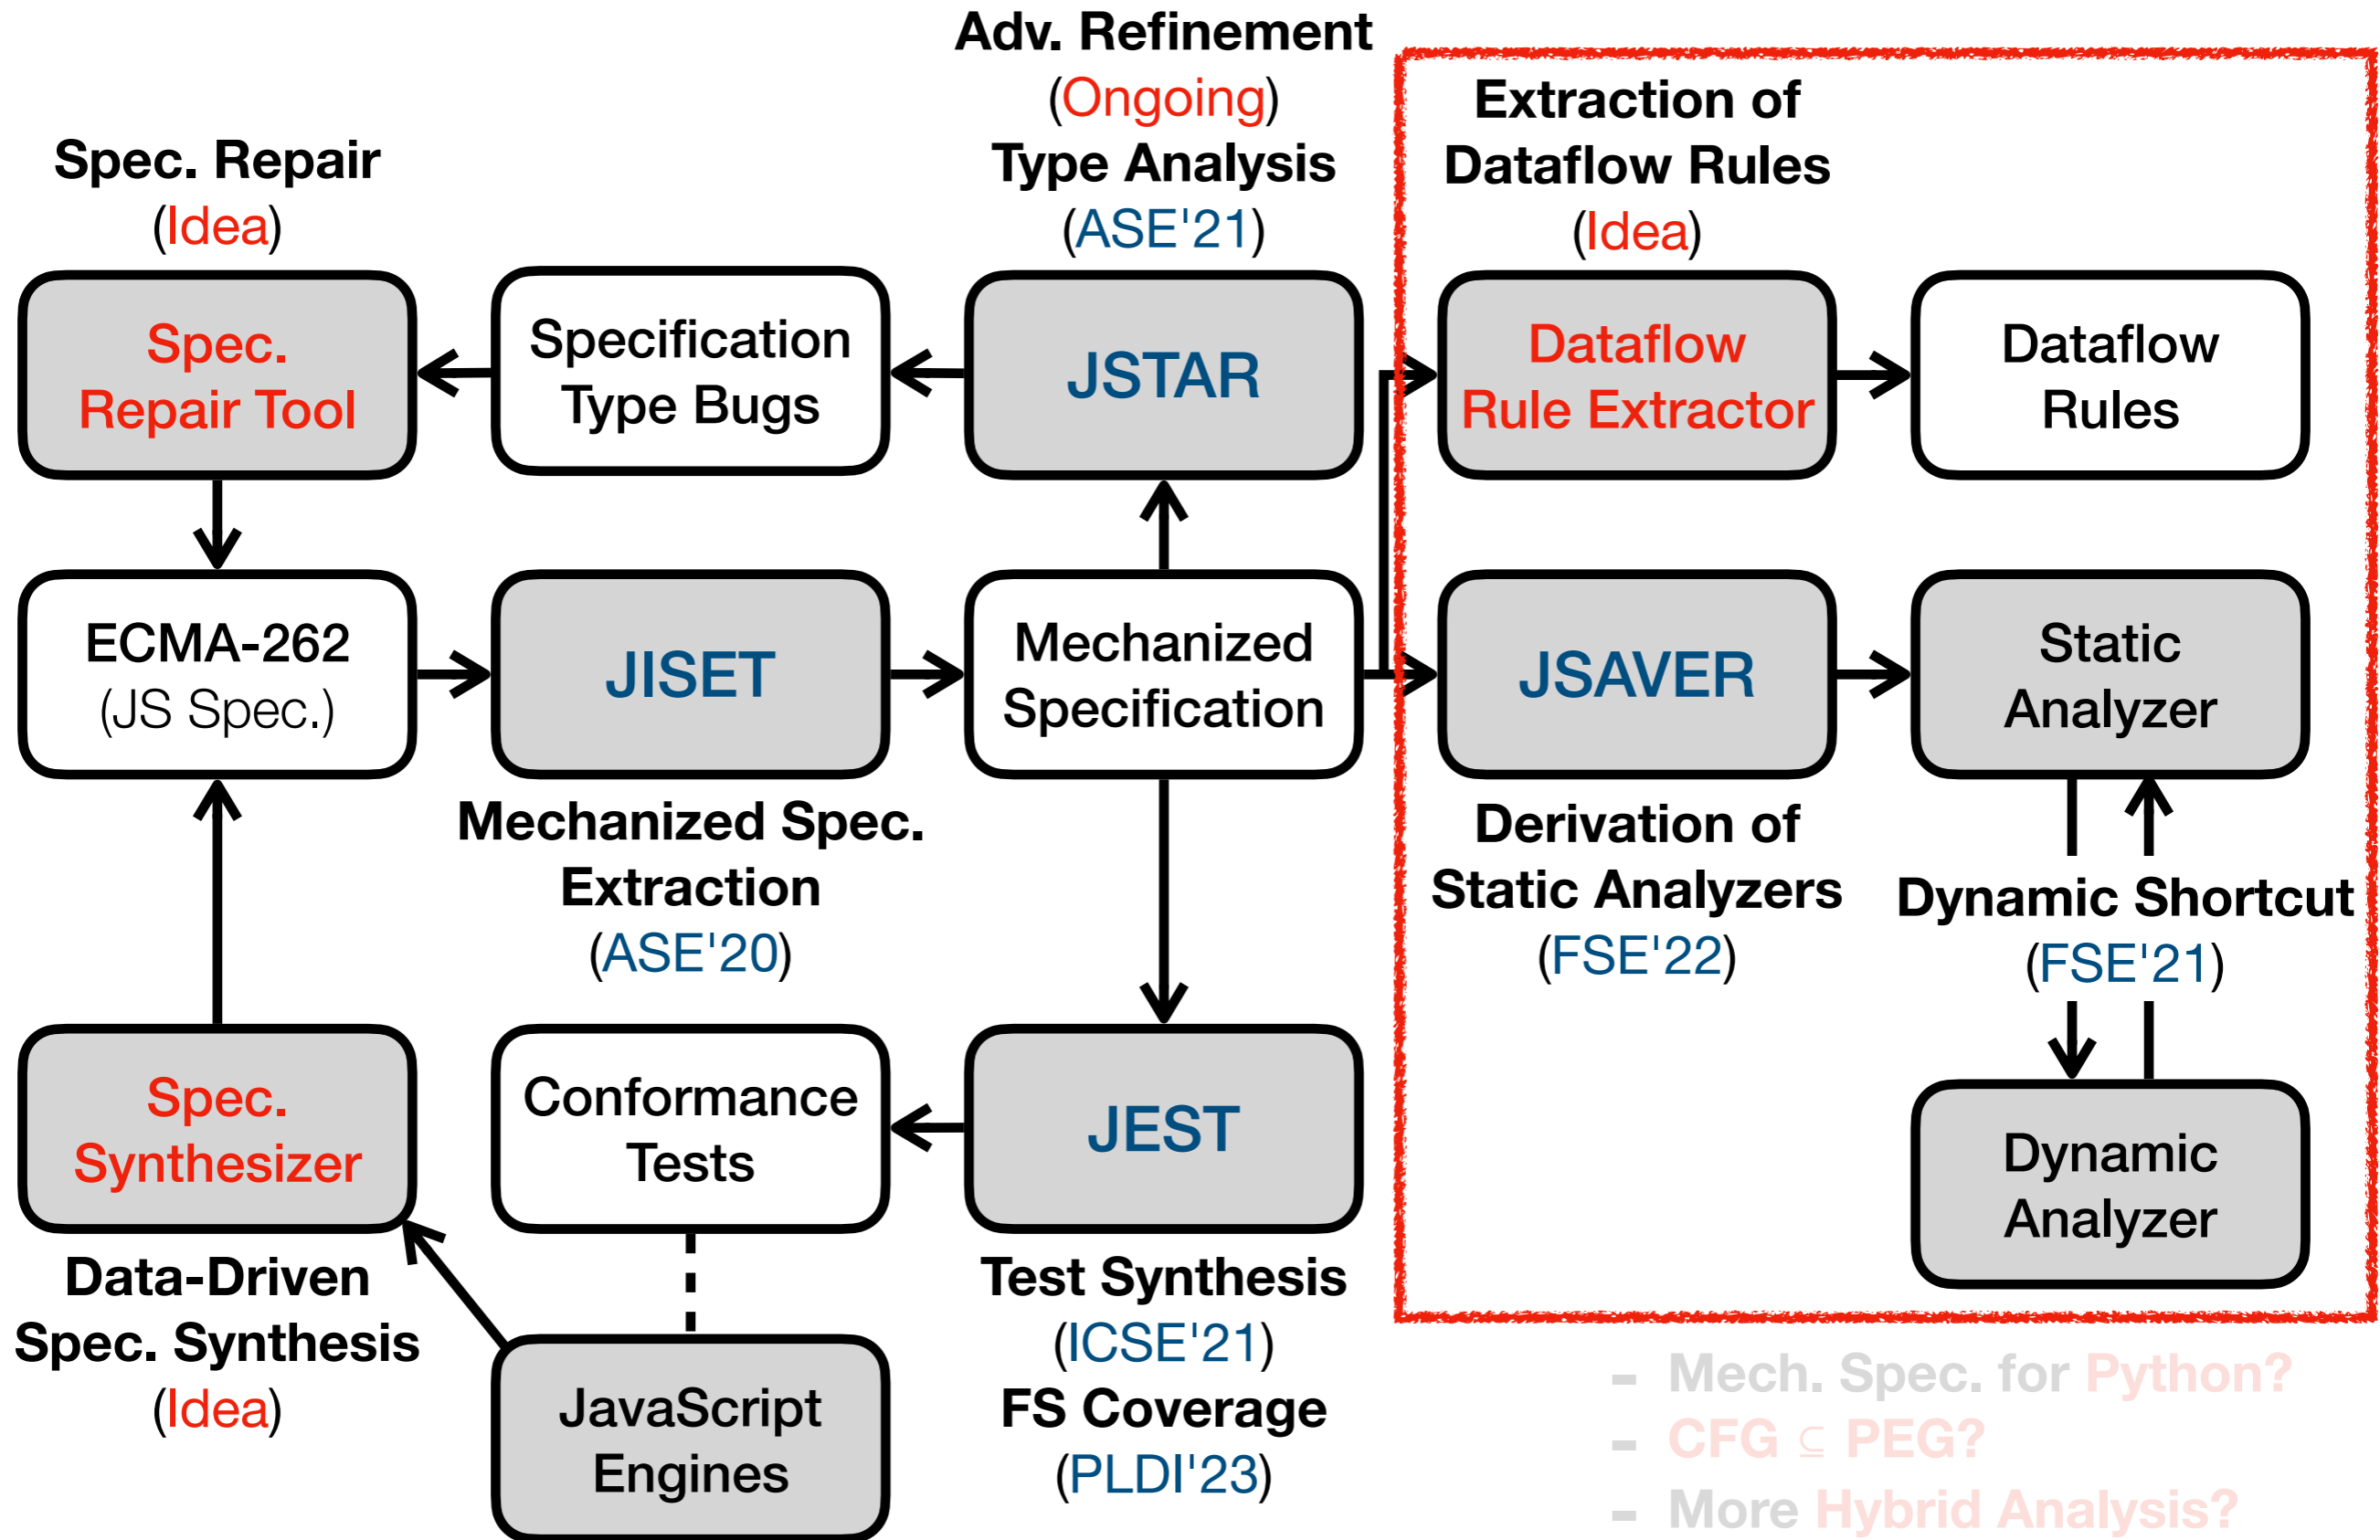 Adv. Refinement
(Ongoing)
Type Analysis
(ASE'21)
Extraction of
Dataflow Rules
(Idea)
Spec. Repair
(Idea)
Spec.
Repair Tool
Specification
Type Bugs
JSTAR
Dataflow
Rule Extractor
Dataflow
Rules
ECMA-262
(JS Spec.)
JISET
Mechanized
Specification
JSAVER
Static
Analyzer
Mechanized Spec.
Extraction
(ASE'20)
Derivation of
Static Analyzers
(FSE'22)
Dynamic Shortcut
(FSE'21)
Spec.
Synthesizer
Conformance
Tests
JEST
Dynamic
Analyzer
Data-Driven
Spec. Synthesis
(Idea)
JavaScript
Engines
Test Synthesis
(ICSE'21)
FS Coverage
(PLDI'23)
- Mech. Spec. for Python?
- CFG ⊆ PEG?
- More Hybrid Analysis?